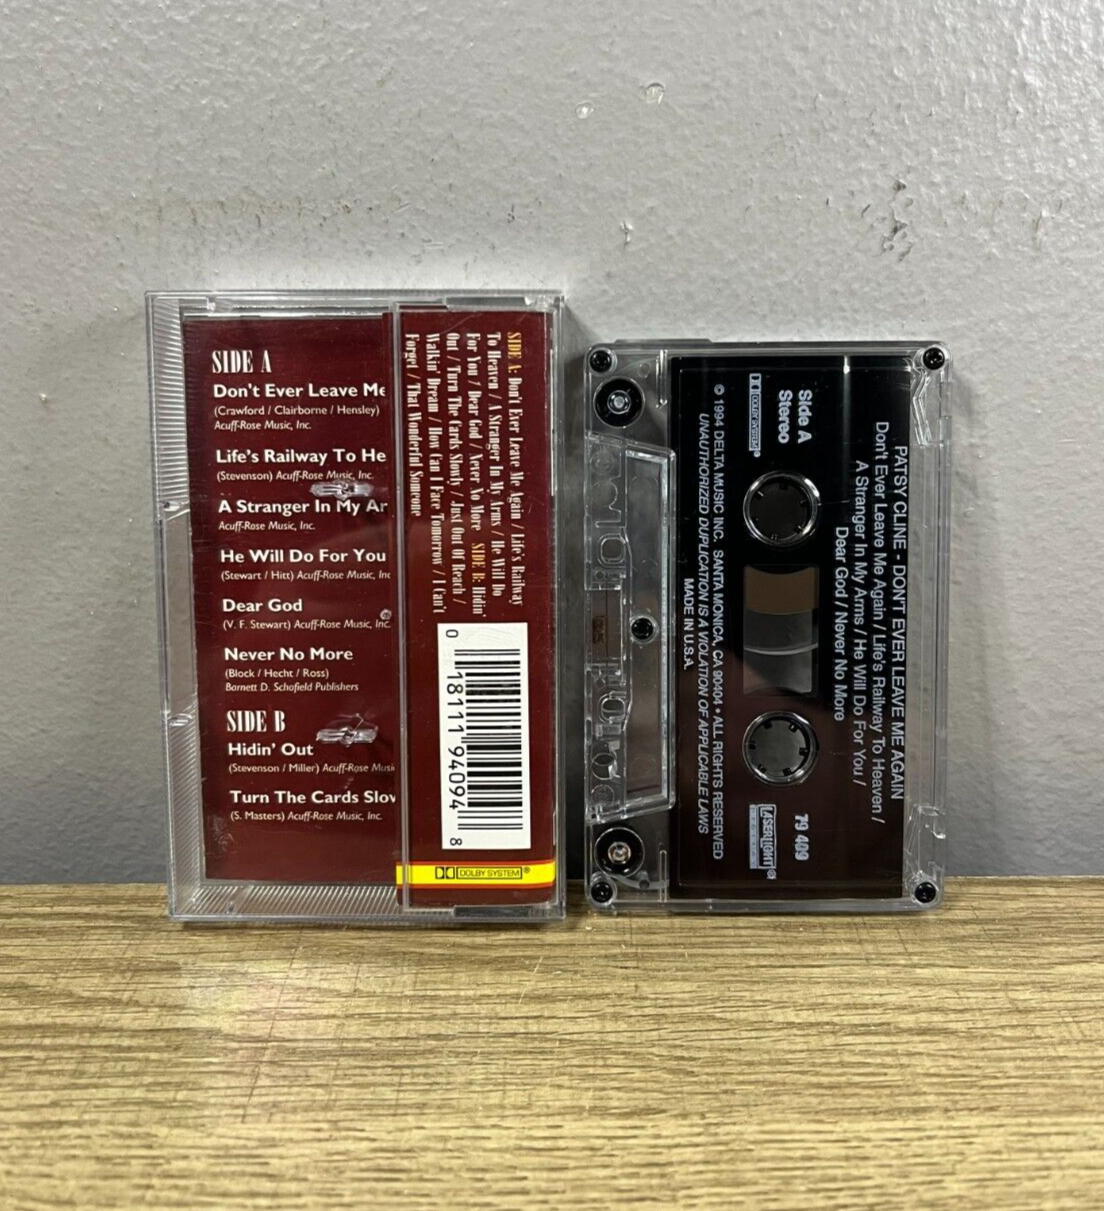 SIDE A
Don't Ever Leave Me
(Crawford / Clairborne / Hensley)
Acuff-Rose Music, Inc.
Life's Railway To He
(Stevenson) Acuff-Rose Music, Inc.
A Stranger In My Ar
Acuff-Rose Music, Inc.
He Will Do For You
(Stewart / Hitt) Acuff-Rose Music, Inc
Dear God
(V. F. Stewart) Acuff-Rose Music, Inc.
Never No More
(Block / Hecht / Ross)
Barnett D. Schofield Publishers
SIDE B
Hidin' Out
(Stevenson / Miller) Acuff-Rose Musi
Turn The Cards Slow
(S. Masters) Acuff-Rose Music, Inc.
SIDE A: Don't Ever Leave Me Again / Life's Railway
To Heaven / A Stranger In My Arms / He Will Do
For You / Dear God / Never No More SIDE B: Hidin'
Out / Turn The Cards Slowly / Just Out Of Reach /
Walkin' Dream / How Can I Face Tomorrow / I Can't
Forget / That Wonderful Someone
0 18111 94094 8
DOLBY SYSTEM®
PATSY CLINE - DON'T EVER LEAVE ME AGAIN
Don't Ever Leave Me Again / Life's Railway To Heaven /
A Stranger In My Arms / He Will Do For You /
Dear God / Never No More
Side A
Stereo
79 409
DOLBY SYSTEM®
LASERLIGHT®
© 1994 DELTA MUSIC INC. SANTA MONICA, CA 90404 • ALL RIGHTS RESERVED
UNAUTHORIZED DUPLICATION IS A VIOLATION OF APPLICABLE LAWS
MADE IN U.S.A.